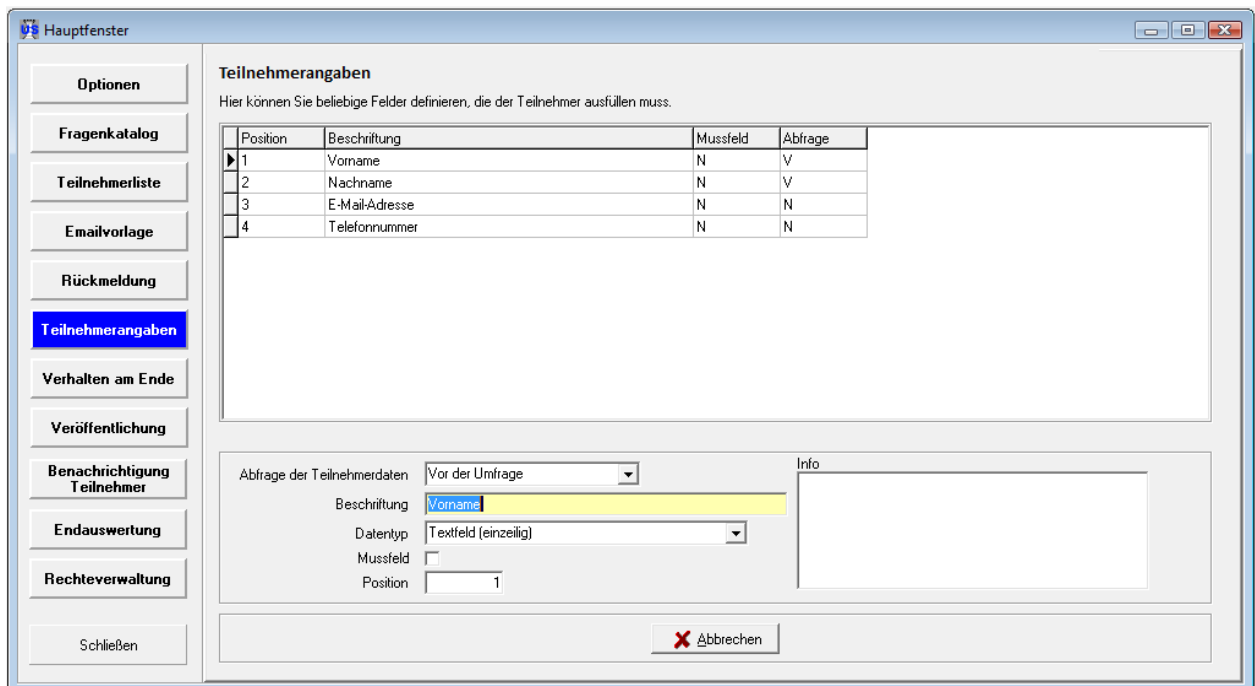 US Hauptfenster
Optionen
Fragenkatalog
Teilnehmerliste
Emailvorlage
Rückmeldung
Teilnehmerangaben
Verhalten am Ende
Veröffentlichung
Benachrichtigung
Teilnehmer
Endauswertung
Rechteverwaltung
Schließen
Teilnehmerangaben
Hier können Sie beliebige Felder definieren, die der Teilnehmer ausfüllen muss.
Position Beschriftung Mussfeld Abfrage
1 Vorname N V
2 Nachname N V
3 E-Mail-Adresse N N
4 Telefonnummer N N
Abfrage der Teilnehmerdaten Vor der Umfrage
Beschriftung Vorname
Datentyp Textfeld (einzeilig)
Mussfeld
Position 1
Info
Abbrechen